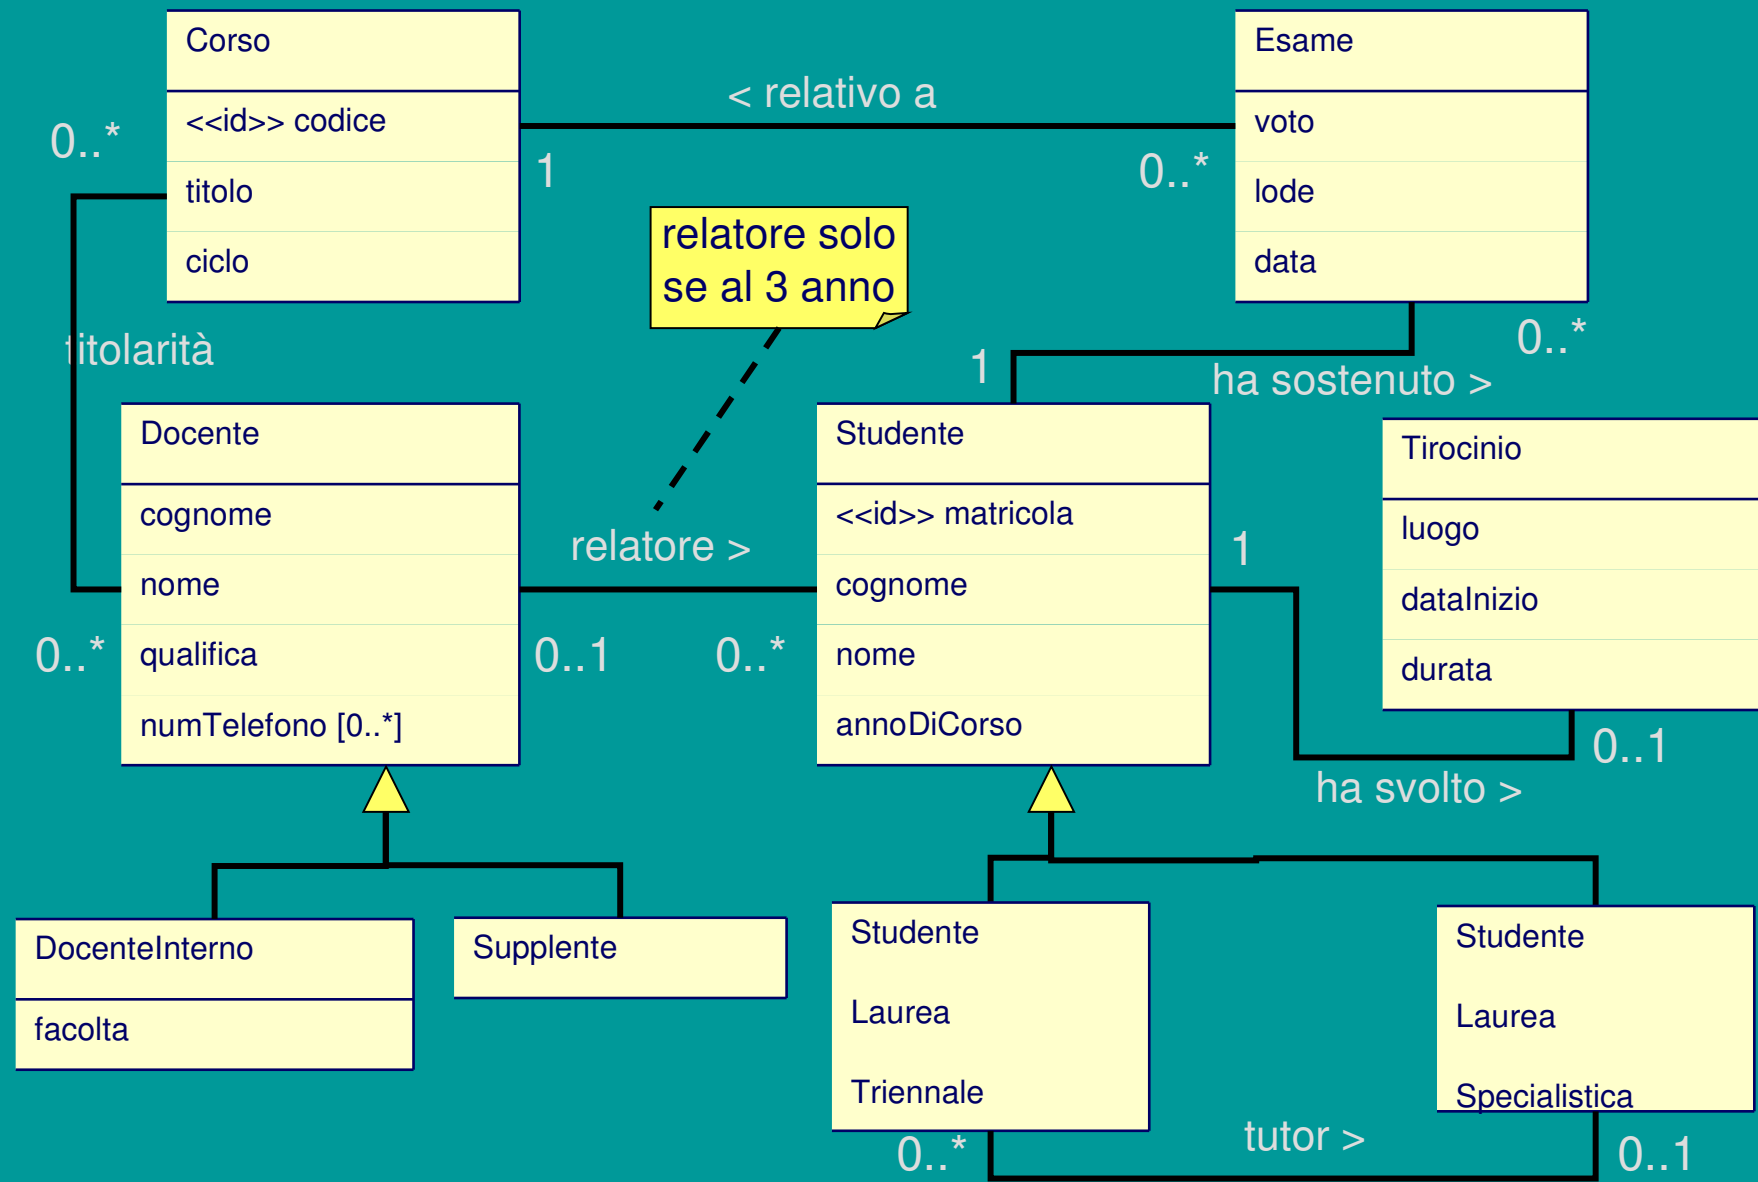 Corso
<<id>> codice
titolo
ciclo
0..*
1
< relativo a
0..*
Esame
voto
lode
data
relatore solo
se al 3 anno
titolarità
1
0..*
ha sostenuto >
Docente
cognome
nome
qualifica
numTelefono [0..*]
0..*
relatore >
0..1
0..*
Studente
<<id>> matricola
cognome
nome
annoDiCorso
1
Tirocinio
luogo
dataInizio
durata
0..1
ha svolto >
DocenteInterno
facolta
Supplente
Studente
Laurea
Triennale
Studente
Laurea
Specialistica
0..*
tutor >
0..1